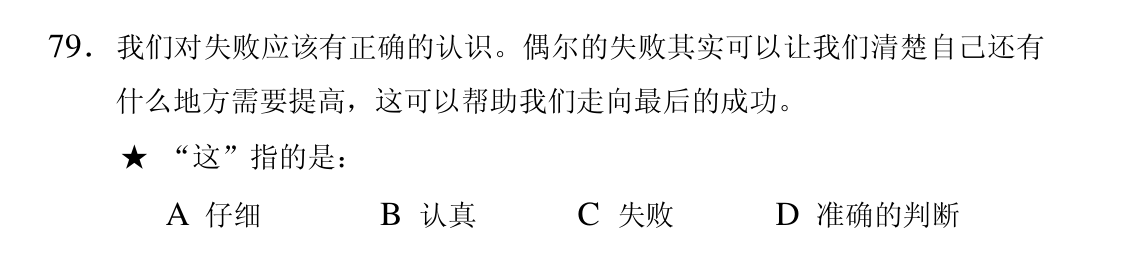 79． 我们对失败应该有正确的认识。偶尔的失败其实可以让我们清楚自己还有
什么地方需要提高，这可以帮助我们走向最后的成功。
★ “这”指的是：
A 仔细 B 认真 C 失败 D 准确的判断